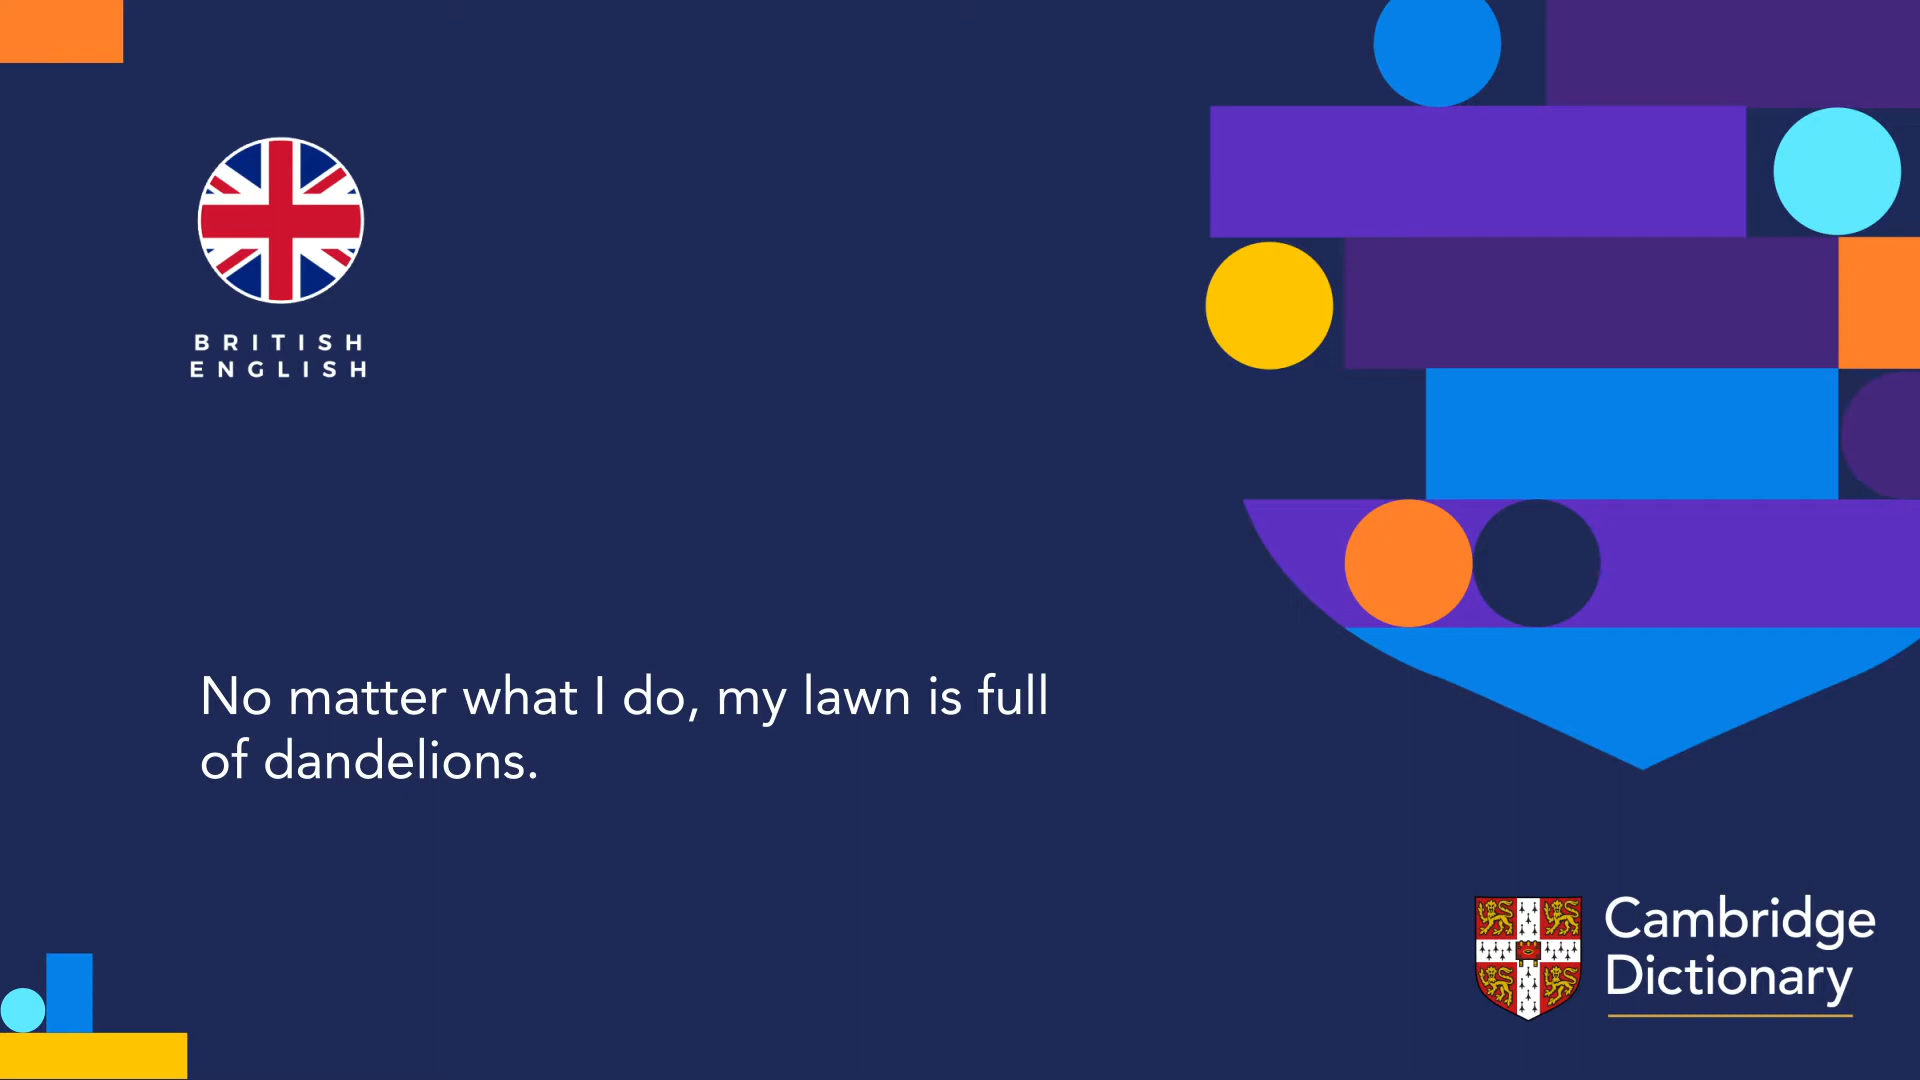 BRITISH
ENGLISH
No matter what I do, my lawn is full
of dandelions.
Cambridge
Dictionary